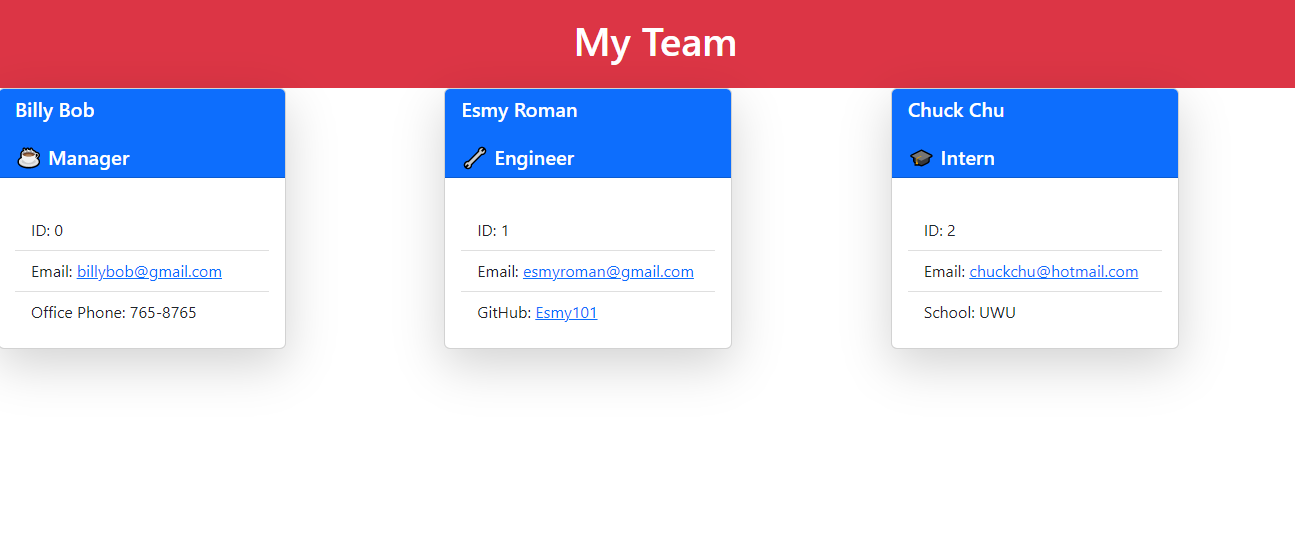 My Team
Billy Bob
Manager
ID: 0
Email: billybob@gmail.com
Office Phone: 765-8765
Esmy Roman
Engineer
ID: 1
Email: esmyroman@gmail.com
GitHub: Esmy101
Chuck Chu
Intern
ID: 2
Email: chuckchu@hotmail.com
School: UWU